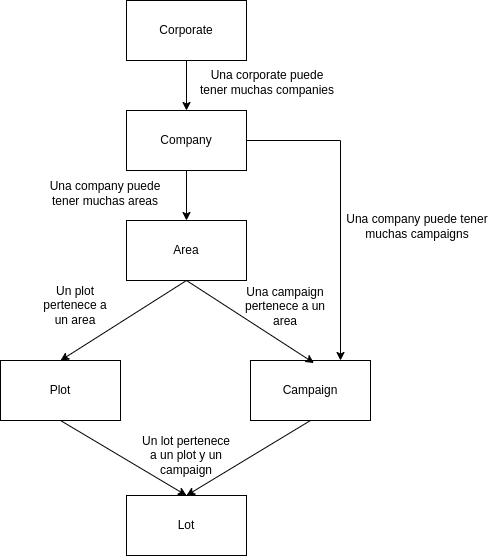 Corporate
Una corporate puede
tener muchas companies
Company
Una company puede
tener muchas areas
Una company puede tener
muchas campaigns
Area
Un plot
pertenece a
un area
Una campaign
pertenece a un
area
Plot
Campaign
Un lot pertenece
a un plot y un
campaign
Lot